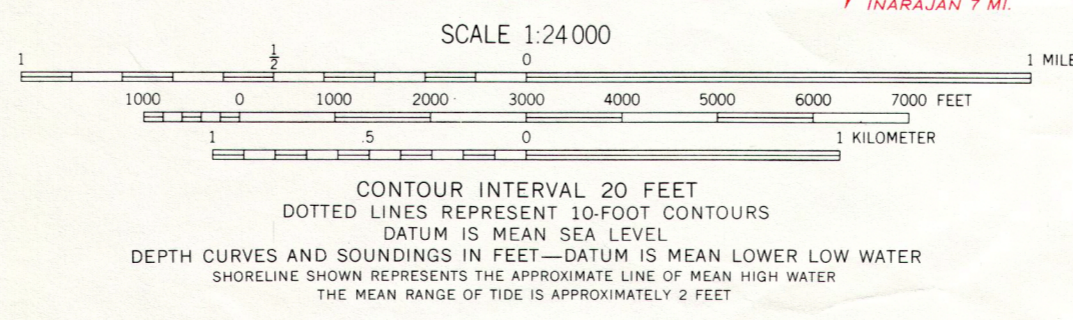 INARAJAN 7 MI.
SCALE 1:24 000
1 1/2 0 1 MILE
1000 0 1000 2000 3000 4000 5000 6000 7000 FEET
1 .5 0 1 KILOMETER
CONTOUR INTERVAL 20 FEET
DOTTED LINES REPRESENT 10-FOOT CONTOURS
DATUM IS MEAN SEA LEVEL
DEPTH CURVES AND SOUNDINGS IN FEET—DATUM IS MEAN LOWER LOW WATER
SHORELINE SHOWN REPRESENTS THE APPROXIMATE LINE OF MEAN HIGH WATER
THE MEAN RANGE OF TIDE IS APPROXIMATELY 2 FEET